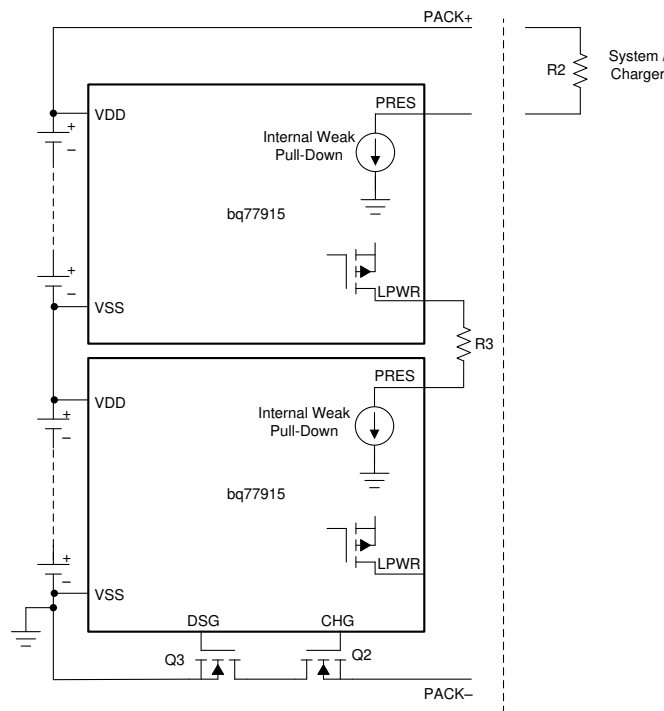 PACK+
R2
System /
Charger
VDD
PRES
+
–
Internal Weak
Pull-Down
bq77915
+
–
LPWR
VSS
R3
PRES
VDD
+
–
Internal Weak
Pull-Down
bq77915
+
–
LPWR
VSS
DSG
CHG
Q3
Q2
PACK–